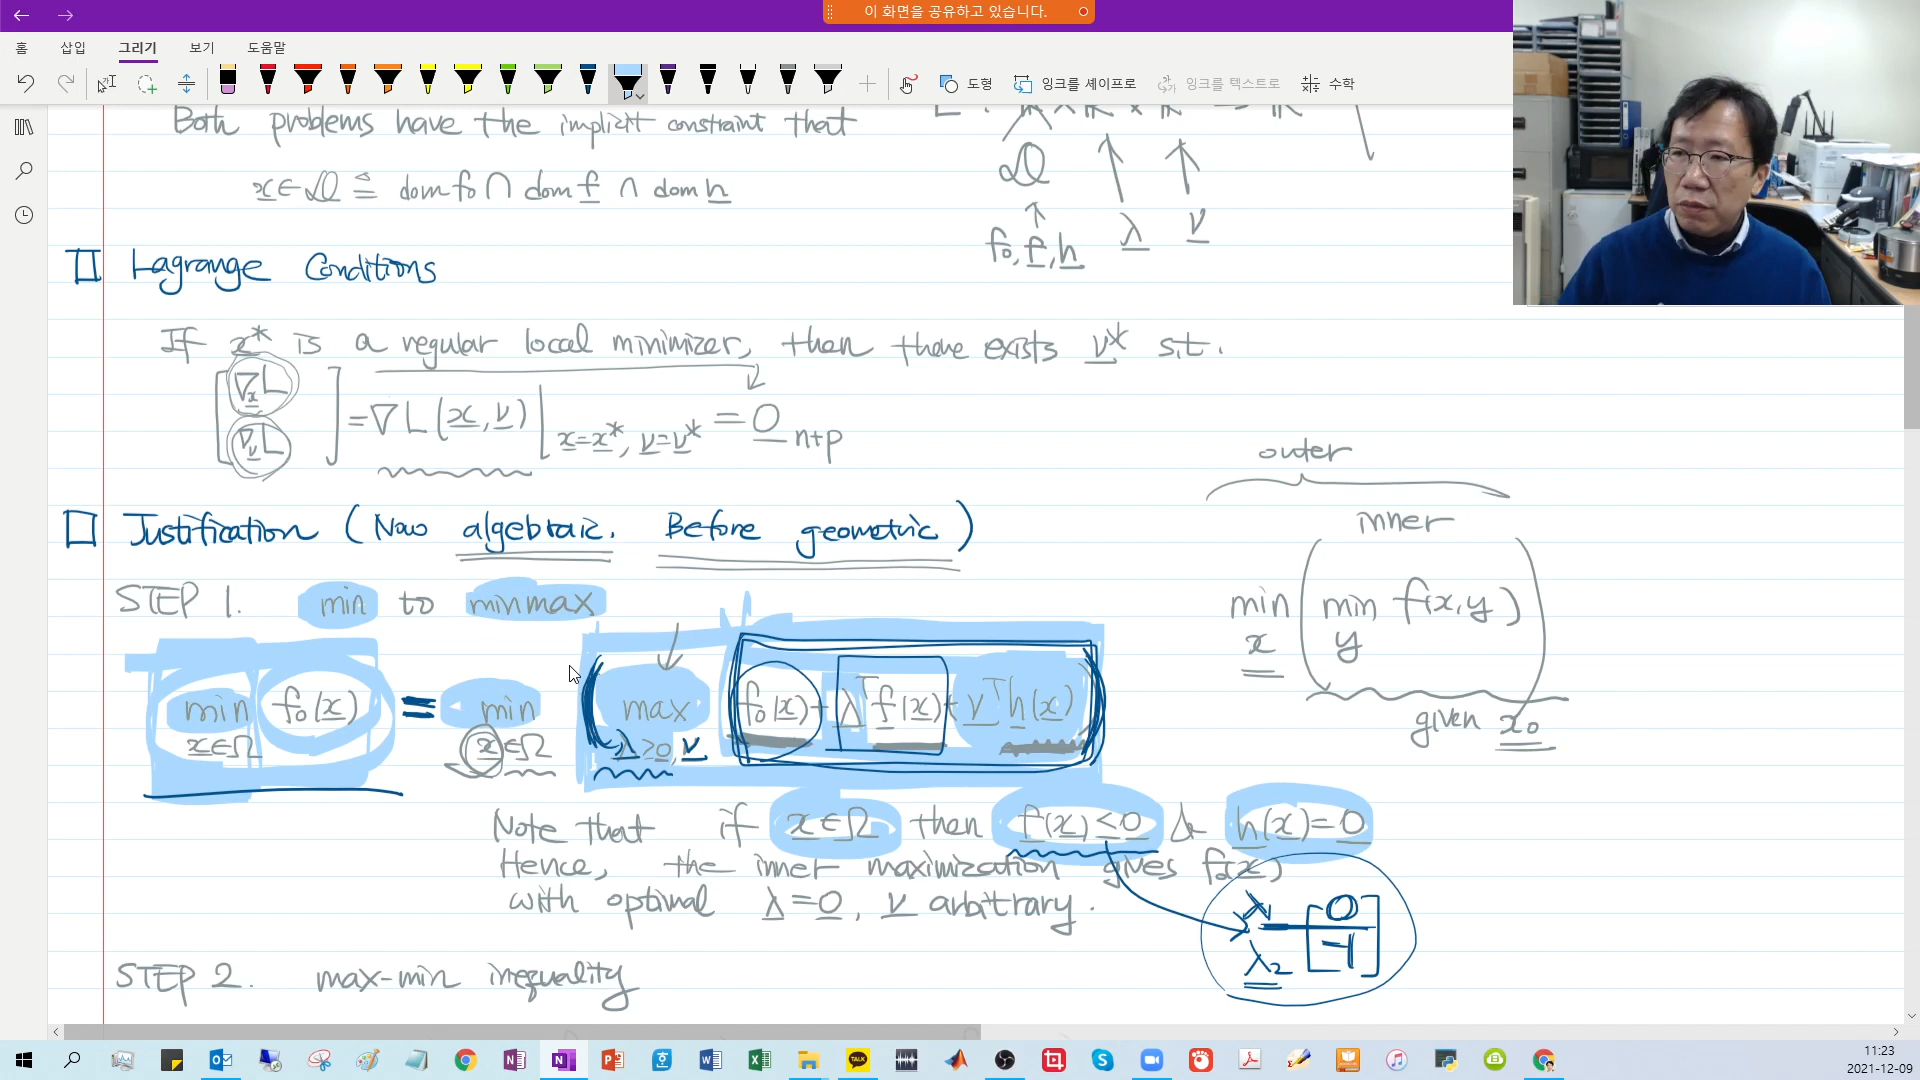 이 화면을 공유하고 있습니다.
홈 삽입 그리기 보기 도움말
도형 잉크를 셰이프로 잉크를 텍스트로 수학
Both problems have the implicit constraint that
x∈𝒟 ≜ dom f₀ ∩ dom f ∩ dom h
𝒟
f₀, f, h λ ν
□ Lagrange Conditions
If x* is a regular local minimizer, then there exists ν* s.t.
[∇ₓL
∇νL] = ∇L(x,ν)| x=x*, ν=ν* = 0 n+p
outer
□ Justification (Now algebraic. Before geometric)
inner
STEP 1. min to minmax
min x (min y f(x,y))
min x∈Ω f₀(x) = min x∈Ω (max λ≥0, ν f₀(x)+λᵀf(x)+νᵀh(x))
given x₀
Note that if x∈Ω then f(x)≤0 & h(x)=0
Hence, the inner maximization gives f₀(x)
with optimal λ=0, ν arbitrary.
λ₁ [0
λ₂ -1]
STEP 2. max-min inequality
11:23
2021-12-09